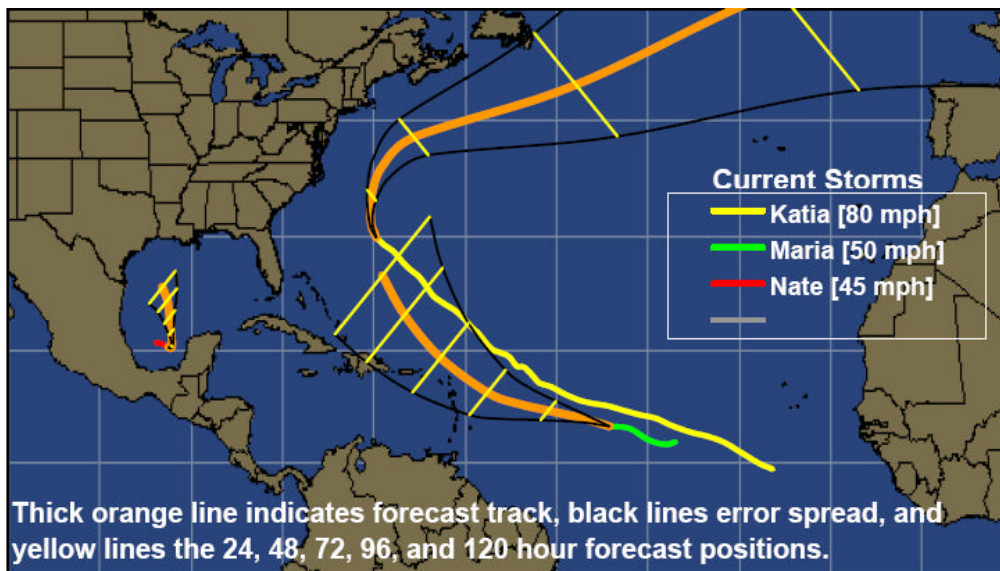 Current Storms
Katia [80 mph]
Maria [50 mph]
Nate [45 mph]
Thick orange line indicates forecast track, black lines error spread, and
yellow lines the 24, 48, 72, 96, and 120 hour forecast positions.